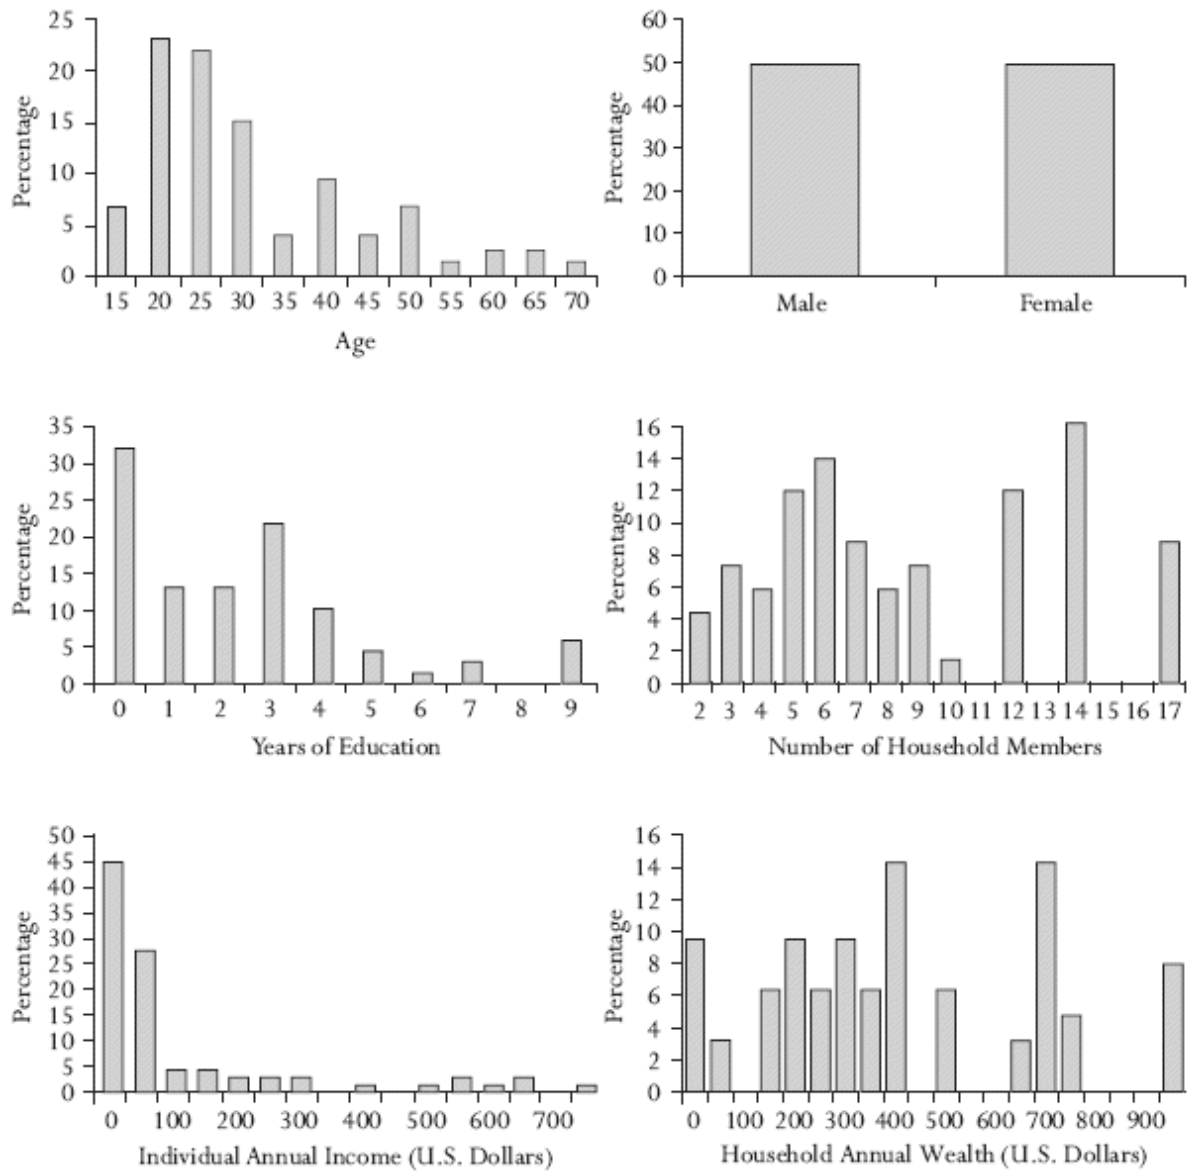 25
20
15
10
5
0
Percentage
15 20 25 30 35 40 45 50 55 60 65 70
Age
60
50
40
30
20
10
0
Percentage
Male Female
35
30
25
20
15
10
5
0
Percentage
0 1 2 3 4 5 6 7 8 9
Years of Education
16
14
12
10
8
6
4
2
0
Percentage
2 3 4 5 6 7 8 9 10 11 12 13 14 15 16 17
Number of Household Members
50
45
40
35
30
25
20
15
10
5
0
Percentage
0 100 200 300 400 500 600 700
Individual Annual Income (U.S. Dollars)
16
14
12
10
8
6
4
2
0
Percentage
0 100 200 300 400 500 600 700 800 900
Household Annual Wealth (U.S. Dollars)